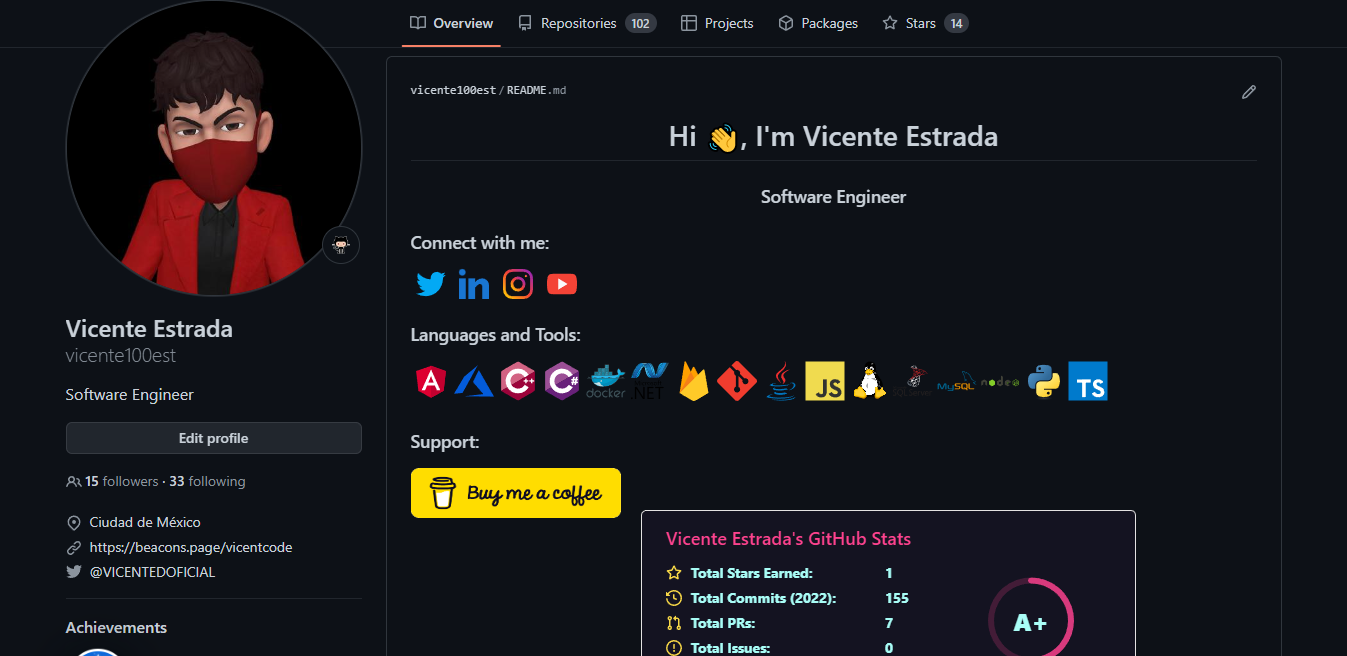 Overview Repositories 102 Projects Packages Stars 14
vicente100est/README.md
Hi 👋, I'm Vicente Estrada
Software Engineer
Connect with me:
in
Languages and Tools:
A C++ C# docker .NET JS SQL Server MySQL node TS
Support:
Buy me a coffee
Vicente Estrada's GitHub Stats
Total Stars Earned: 1
Total Commits (2022): 155
Total PRs: 7
Total Issues: 0
A+
Vicente Estrada
vicente100est
Software Engineer
Edit profile
15 followers · 33 following
Ciudad de México
https://beacons.page/vicentcode
@VICENTEDOFICIAL
Achievements